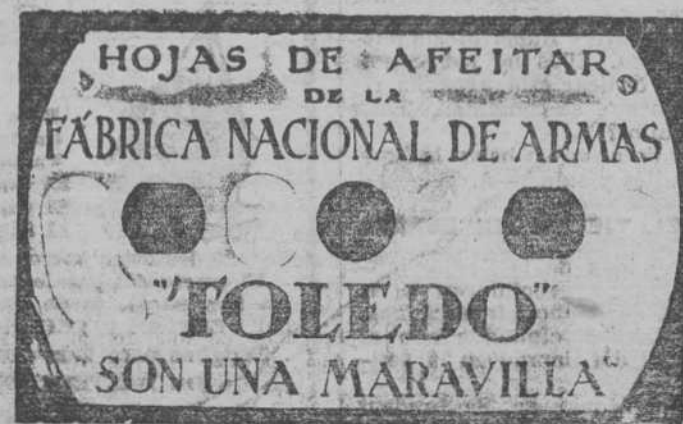 HOJAS DE AFEITAR
DE LA
FÁBRICA NACIONAL DE ARMAS
"TOLEDO"
SON UNA MARAVILLA